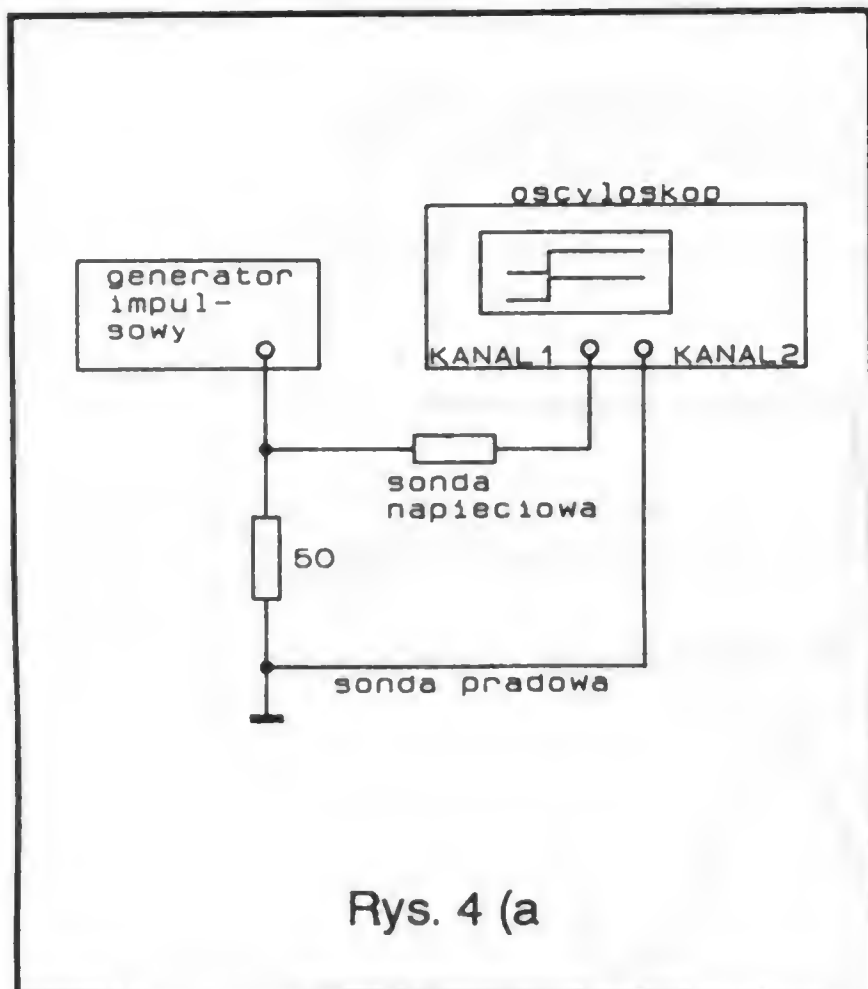 oscyloskop
generator
impul-
sowy
KANAL1
KANAL2
sonda
napieciowa
50
sonda pradowa
Rys. 4 (a